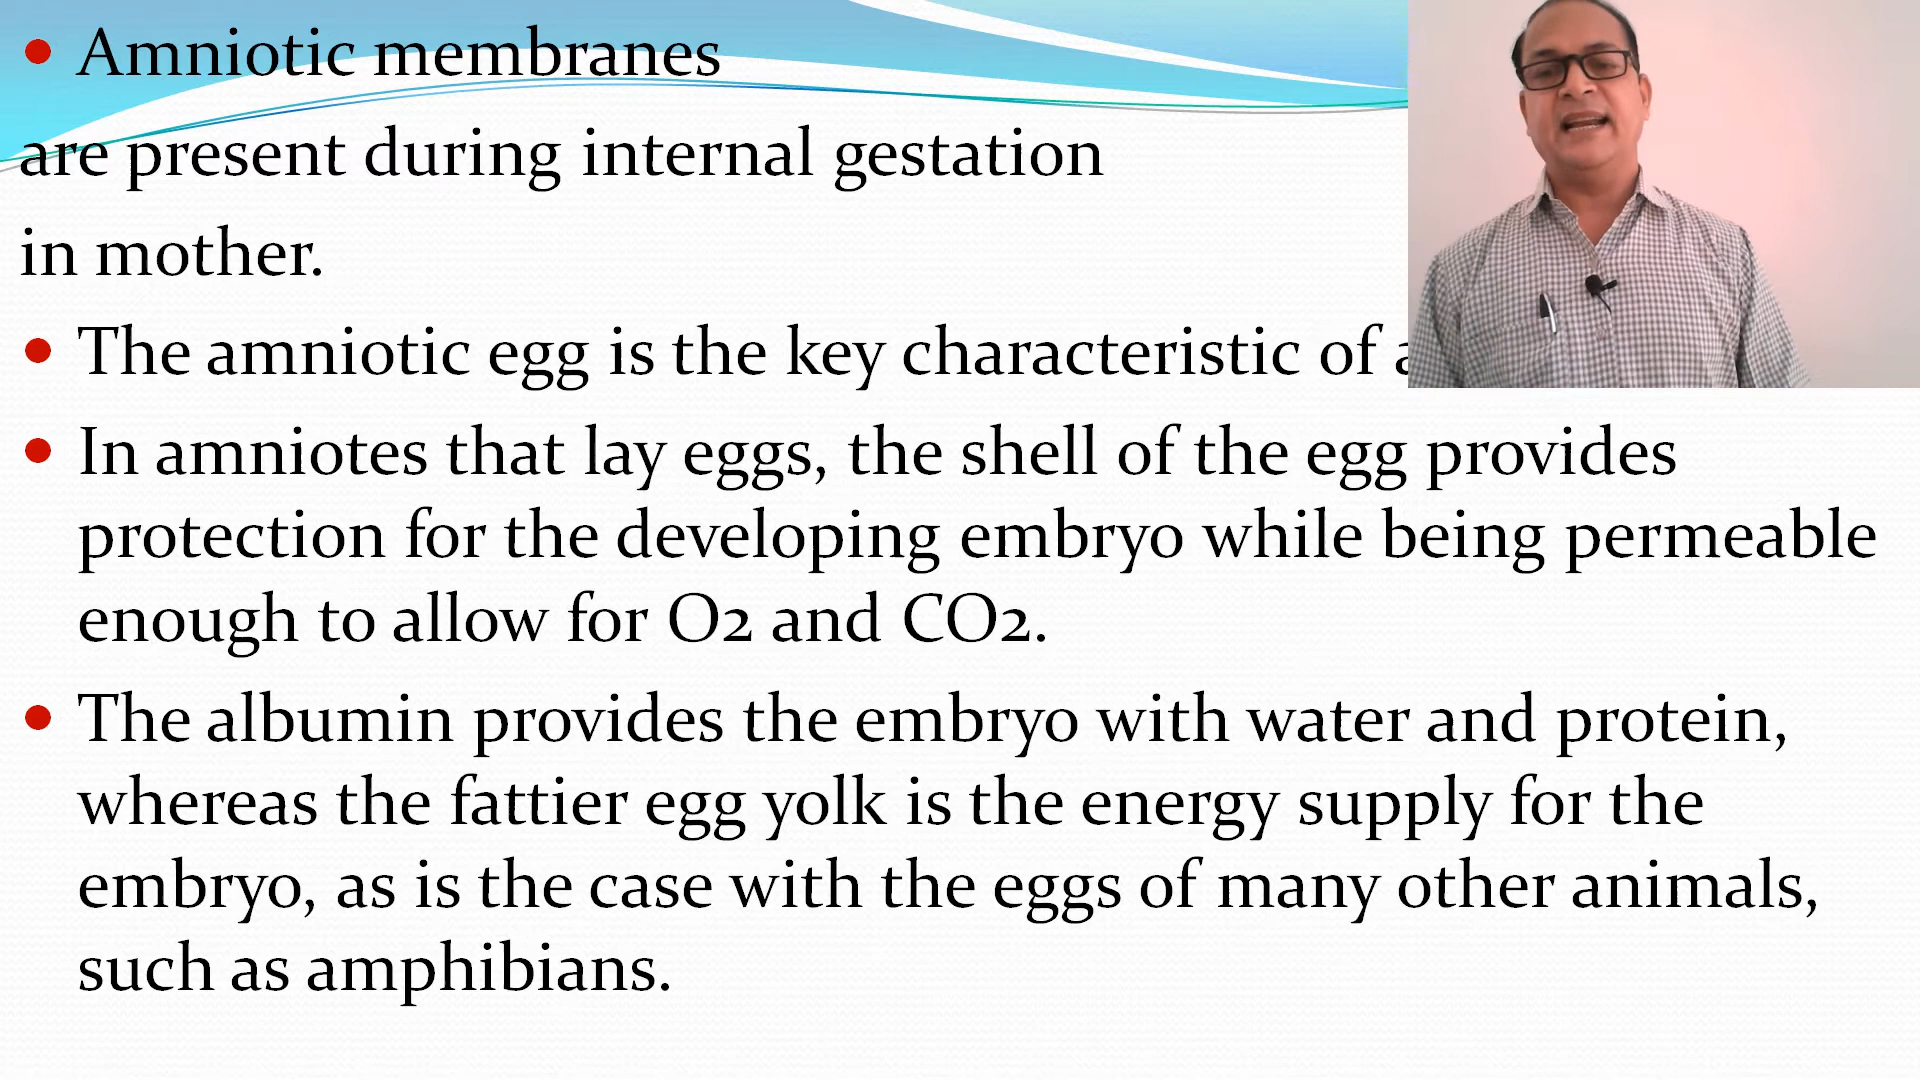 Amniotic membranes
are present during internal gestation
in mother.
The amniotic egg is the key characteristic of
In amniotes that lay eggs, the shell of the egg provides
protection for the developing embryo while being permeable
enough to allow for O2 and CO2.
The albumin provides the embryo with water and protein,
whereas the fattier egg yolk is the energy supply for the
embryo, as is the case with the eggs of many other animals,
such as amphibians.